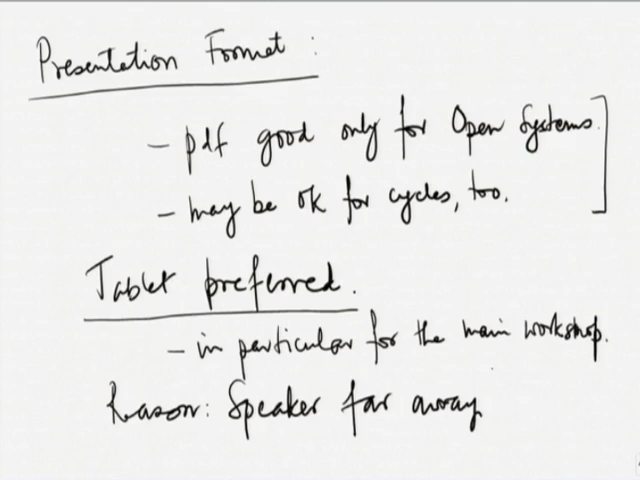 Presentation Format :
- pdf good only for Open Systems.
- may be ok for cycles, too.
Tablet preferred.
- in particular for the main workshop.
Reason: Speaker far away